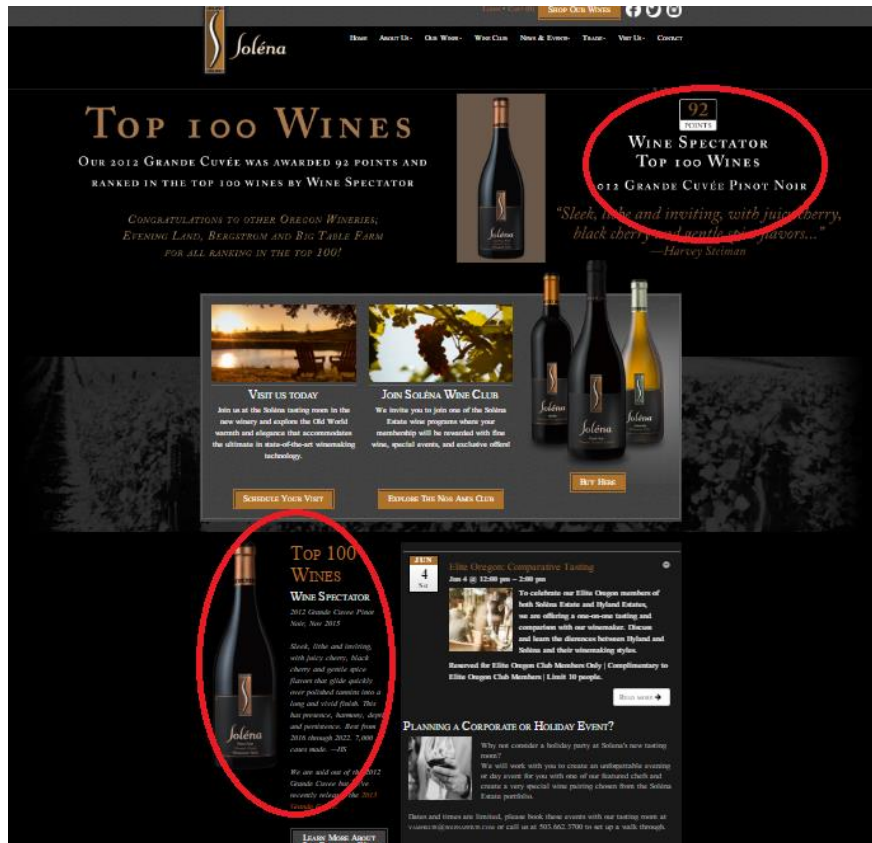 Shop Our Wines
Soléna
Home About Us Our Wines Wine Club News & Events Trade Visit Us Contact
Top 100 Wines
Our 2012 Grande Cuvée was awarded 92 points and
ranked in the top 100 wines by Wine Spectator
Congratulations to other Oregon Wineries,
Evening Land, Bergstrom and Big Table Farm
for all ranking in the top 100!
Soléna
92
POINTS
Wine Spectator
Top 100 Wines
2012 Grande Cuvée Pinot Noir
"Sleek, lithe and inviting, with juicy cherry,
black cherry and gentle spice flavors..."
—Harvey Steiman
Visit us today
Join us at the Soléna tasting room in the
new winery and explore the Old World
warmth and elegance that accommodates
the ultimate in state-of-the-art winemaking
technology.
Schedule Your Visit
Join Soléna Wine Club
We invite you to join one of the Soléna
Estate wine programs where your
membership will be rewarded with fine
wine, special events, and exclusive offers!
Explore The Nos Amis Club
Soléna
Soléna
Soléna
Buy Here
Soléna
Top 100
Wines
Wine Spectator
2012 Grande Cuvee Pinot
Noir, Nov 2015
Sleek, lithe and inviting,
with juicy cherry, black
cherry and gentle spice
flavors that glide quickly
over polished tannins into a
long and vivid finish. This
has presence, harmony, depth
and persistence. Best from
2016 through 2022. 7,000
cases made. —HS
We are sold out of the 2012
Grande Cuvee but
recently released the 2013
Grande
Learn More About
JUN
4
Sat
Elite Oregon: Comparative Tasting
Jun 4 @ 12:00 pm – 2:00 pm
To celebrate our Elite Oregon members of
both Soléna Estate and Hyland Estates,
we are offering a one-on-one tasting and
comparison with our winemaker. Discuss
and learn the dierences between Hyland and
Soléna and their winemaking styles.
Reserved for Elite Oregon Club Members Only | Complimentary to
Elite Oregon Club Members | Limit 10 people.
Read more →
Planning a Corporate or Holiday Event?
Why not consider a holiday party at Solena's new tasting
room?
We will work with you to create an unforgettable evening
or day event for you with one of our featured chefs and
create a very special wine pairing chosen from the Soléna
Estate portfolio.
Dates and times are limited, please book these events with our tasting room at
or call us at 503.662.3700 to set up a walk through.